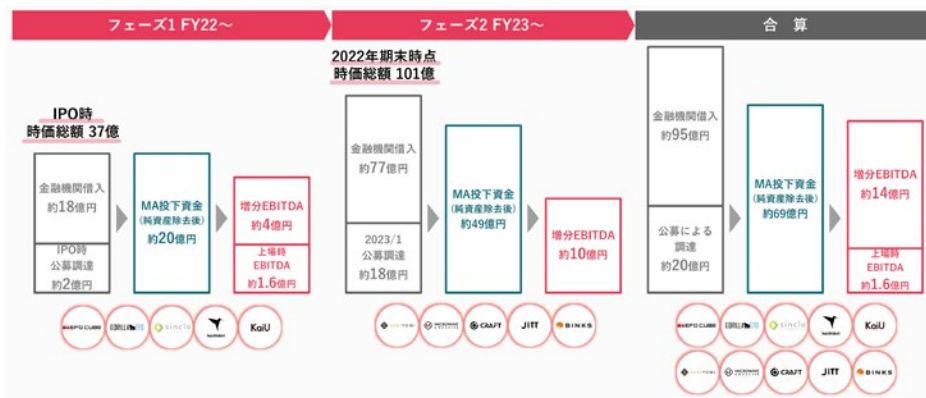 フェーズ1 FY22～
フェーズ2 FY23～
合 算
IPO時
時価総額 37億
金融機関借入
約18億円
IPO時
公募調達
約2億円
MA投下資金
(純資産除去後)
約20億円
増分EBITDA
約4億円
上場時
EBITDA
約1.6億円
KaiU
2022年期末時点
時価総額 101億
金融機関借入
約77億円
2023/1
公募調達
約18億円
MA投下資金
(純資産除去後)
約49億円
増分EBITDA
約10億円
CRAFT
JITT
BINKS
金融機関借入
約95億円
公募による
調達
約20億円
MA投下資金
(純資産除去後)
約69億円
増分EBITDA
約14億円
上場時
EBITDA
約1.6億円
sinclo
KaiU
CRAFT
JITT
BINKS